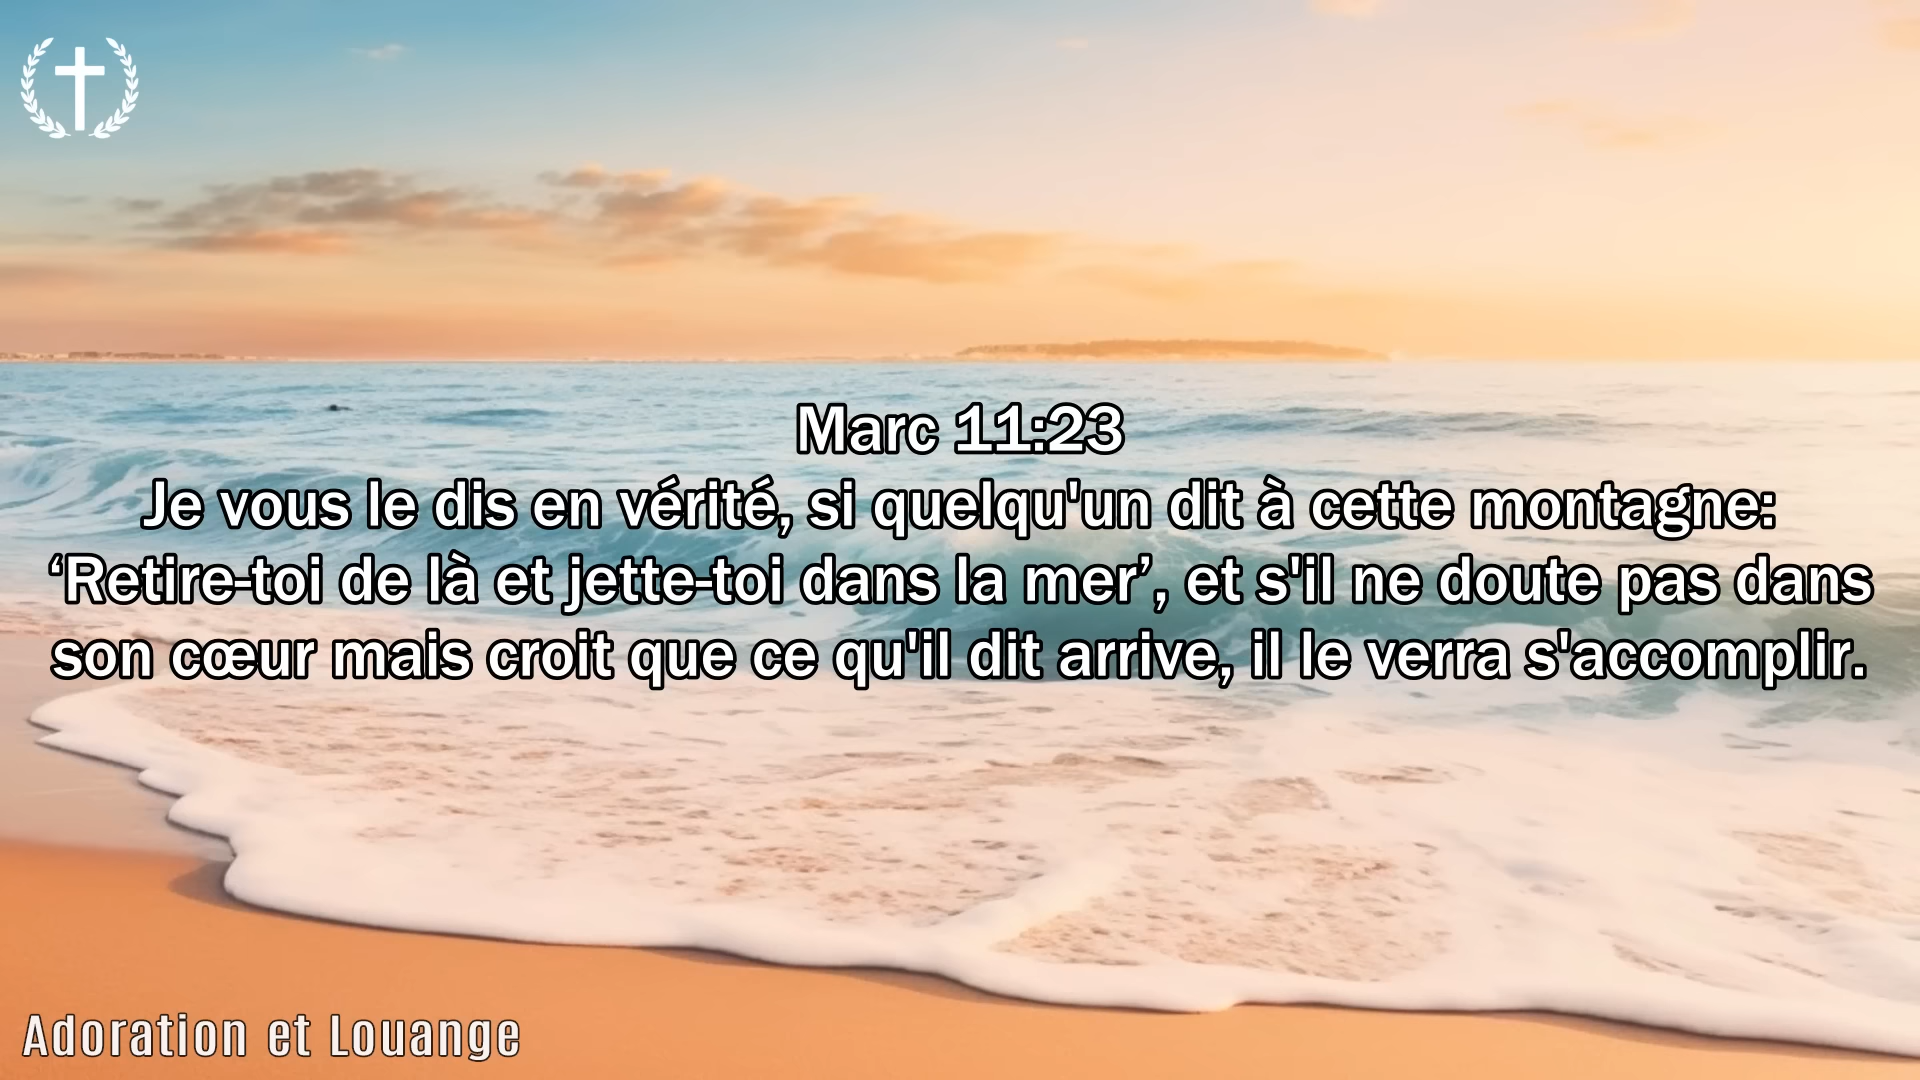 Marc 11:23
Je vous le dis en vérité, si quelqu'un dit à cette montagne:
‘Retire-toi de là et jette-toi dans la mer’, et s'il ne doute pas dans
son cœur mais croit que ce qu'il dit arrive, il le verra s'accomplir.
Adoration et Louange